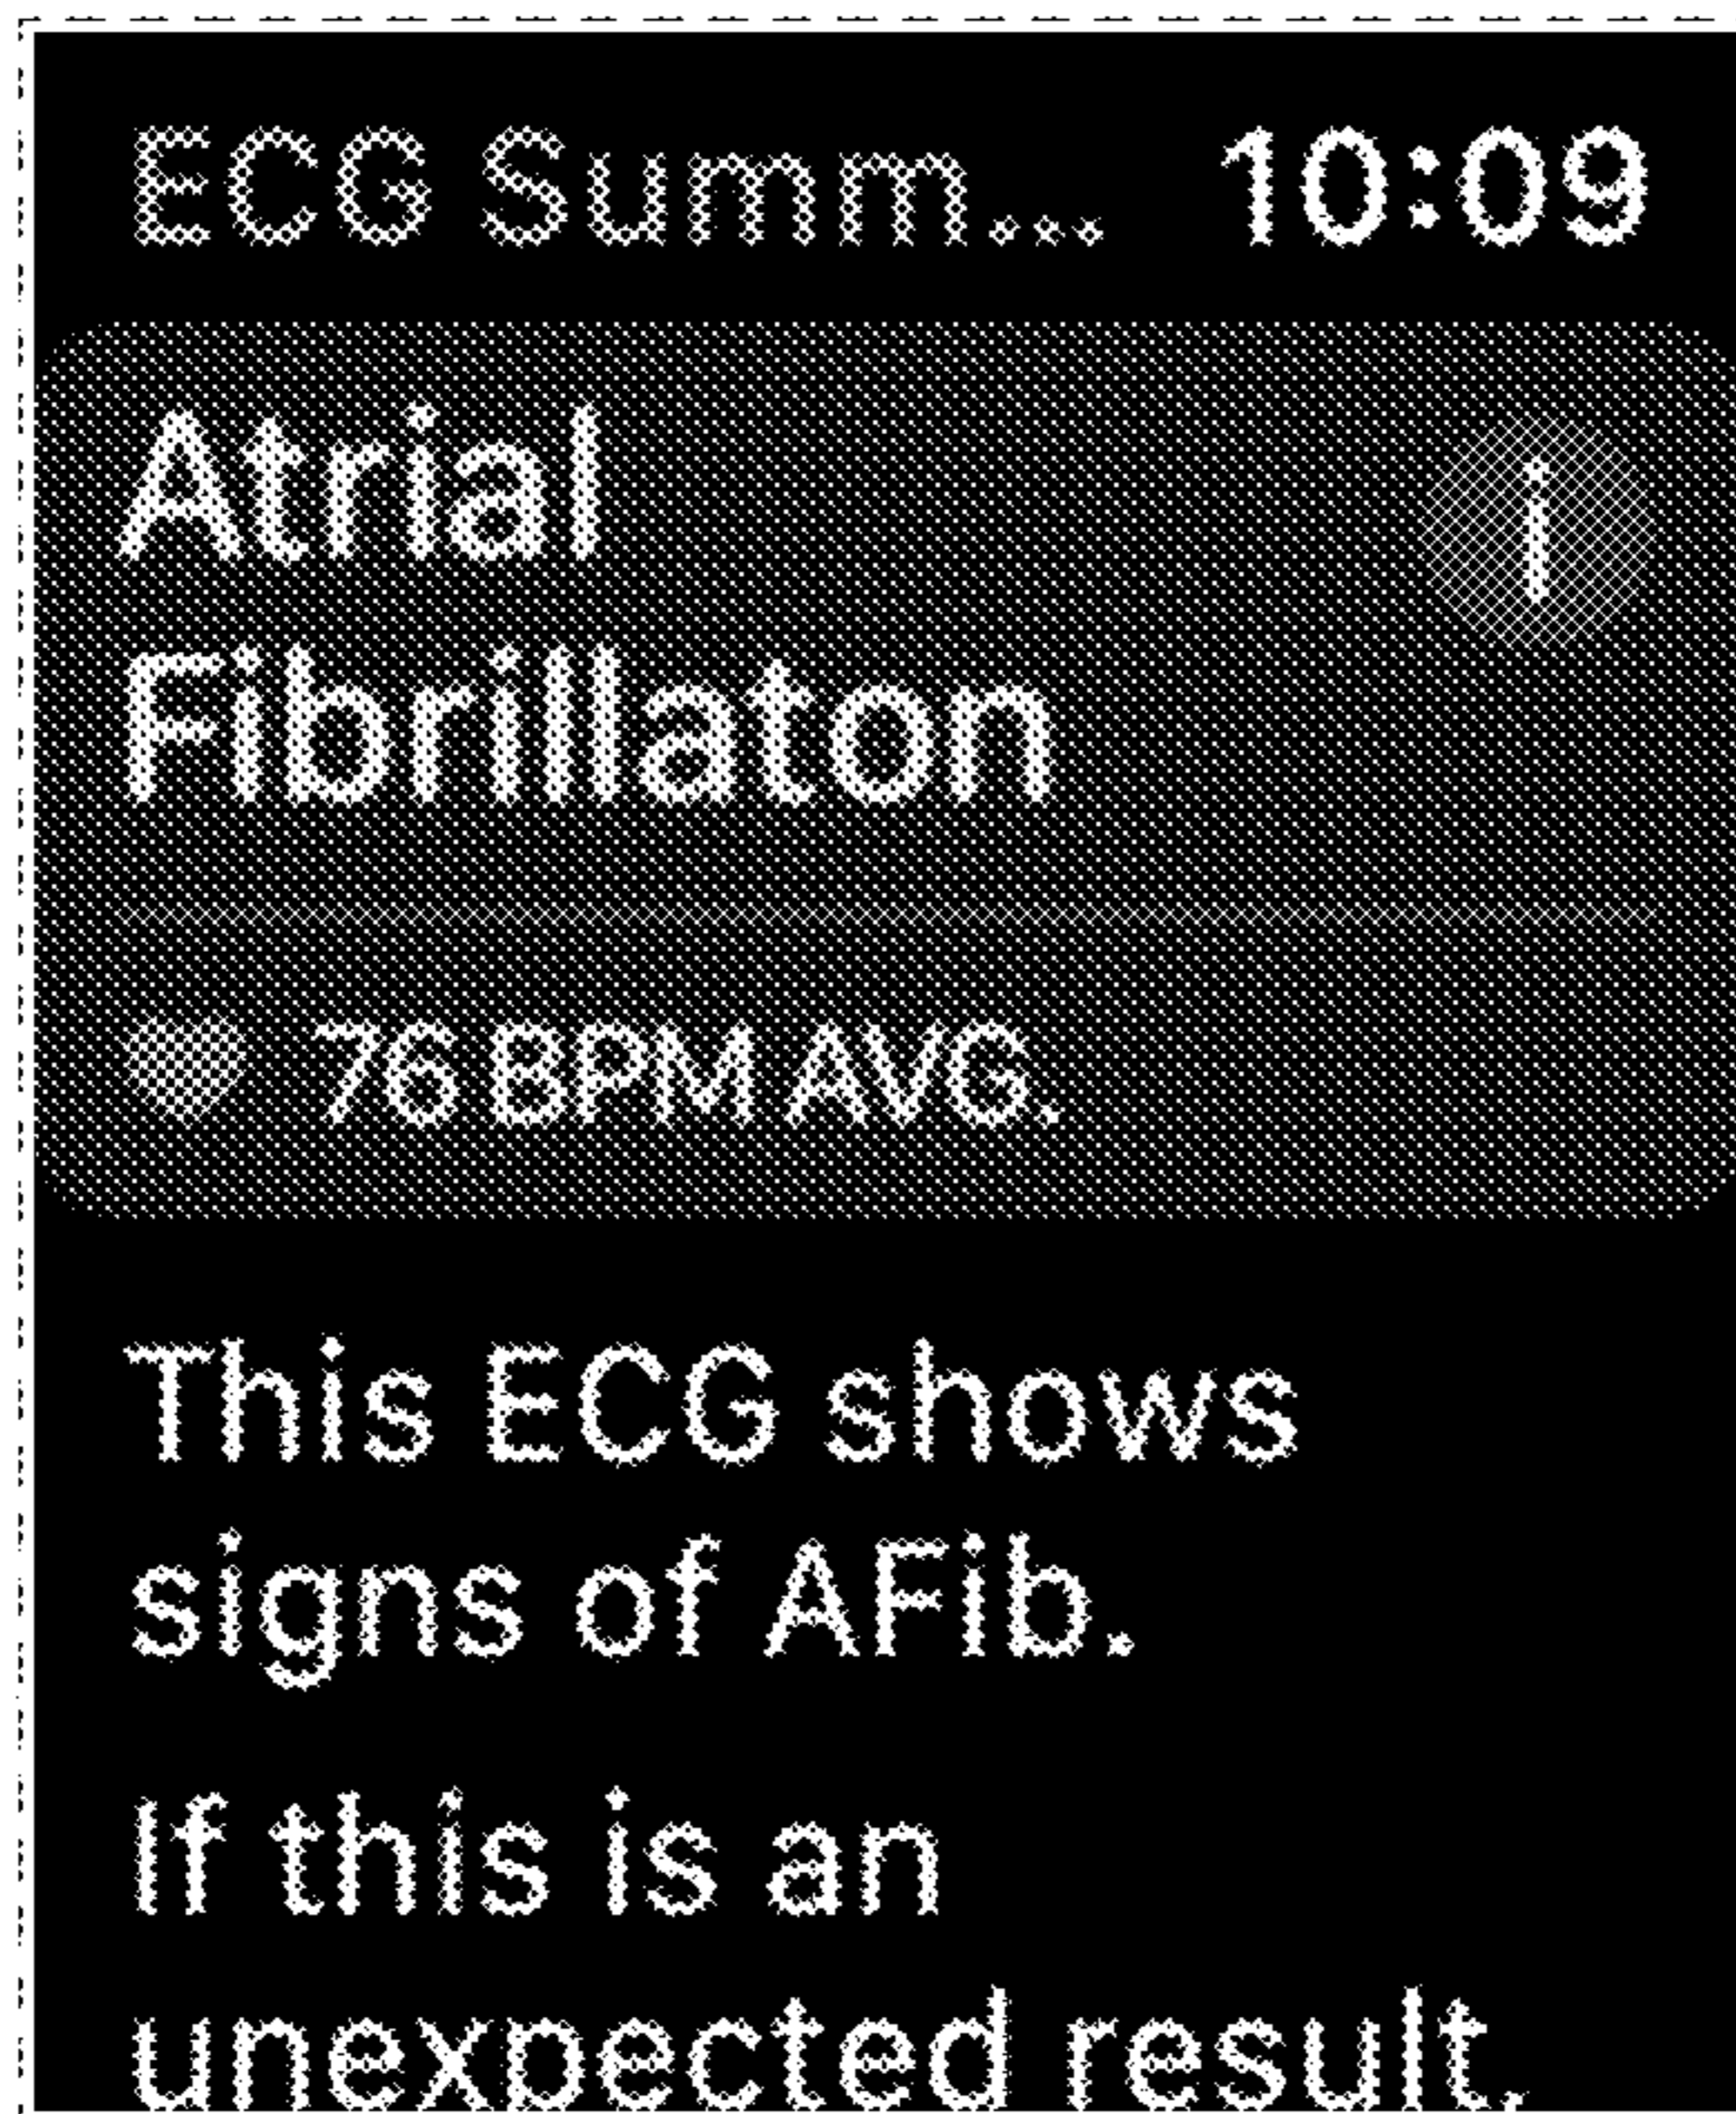 ECG Summ... 10:09
Atrial
i
Fibrillaton
76 BPM AVG.
This ECG shows
signs of AFib.
If this is an
unexpected result,